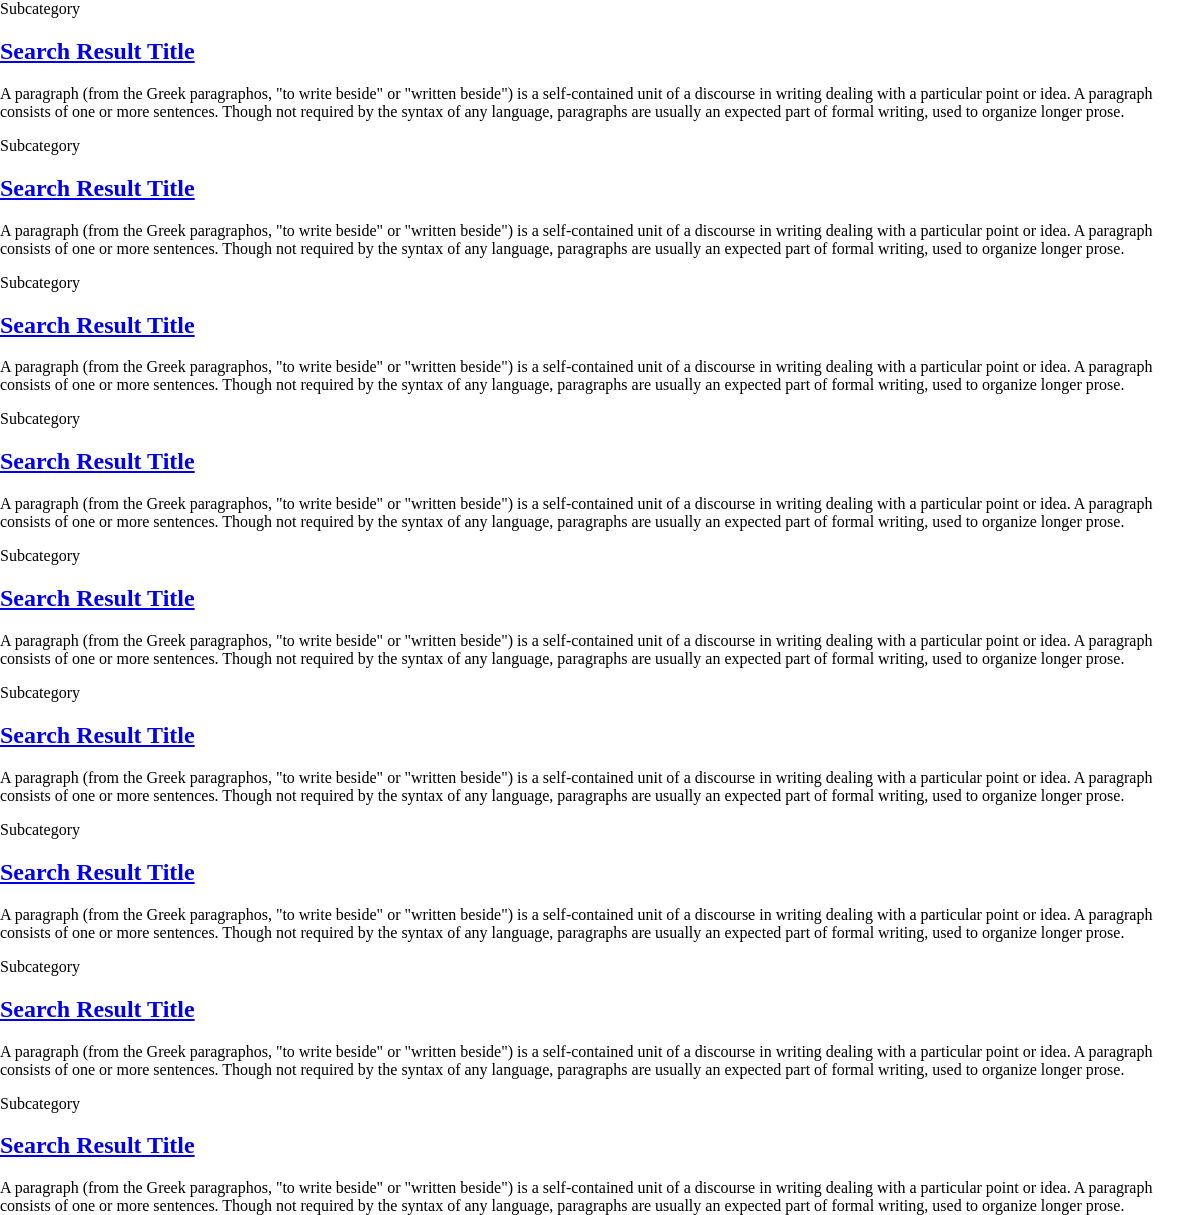 Subcategory
Search Result Title
A paragraph (from the Greek paragraphos, "to write beside" or "written beside") is a self-contained unit of a discourse in writing dealing with a particular point or idea. A paragraph
consists of one or more sentences. Though not required by the syntax of any language, paragraphs are usually an expected part of formal writing, used to organize longer prose.
Subcategory
Search Result Title
A paragraph (from the Greek paragraphos, "to write beside" or "written beside") is a self-contained unit of a discourse in writing dealing with a particular point or idea. A paragraph
consists of one or more sentences. Though not required by the syntax of any language, paragraphs are usually an expected part of formal writing, used to organize longer prose.
Subcategory
Search Result Title
A paragraph (from the Greek paragraphos, "to write beside" or "written beside") is a self-contained unit of a discourse in writing dealing with a particular point or idea. A paragraph
consists of one or more sentences. Though not required by the syntax of any language, paragraphs are usually an expected part of formal writing, used to organize longer prose.
Subcategory
Search Result Title
A paragraph (from the Greek paragraphos, "to write beside" or "written beside") is a self-contained unit of a discourse in writing dealing with a particular point or idea. A paragraph
consists of one or more sentences. Though not required by the syntax of any language, paragraphs are usually an expected part of formal writing, used to organize longer prose.
Subcategory
Search Result Title
A paragraph (from the Greek paragraphos, "to write beside" or "written beside") is a self-contained unit of a discourse in writing dealing with a particular point or idea. A paragraph
consists of one or more sentences. Though not required by the syntax of any language, paragraphs are usually an expected part of formal writing, used to organize longer prose.
Subcategory
Search Result Title
A paragraph (from the Greek paragraphos, "to write beside" or "written beside") is a self-contained unit of a discourse in writing dealing with a particular point or idea. A paragraph
consists of one or more sentences. Though not required by the syntax of any language, paragraphs are usually an expected part of formal writing, used to organize longer prose.
Subcategory
Search Result Title
A paragraph (from the Greek paragraphos, "to write beside" or "written beside") is a self-contained unit of a discourse in writing dealing with a particular point or idea. A paragraph
consists of one or more sentences. Though not required by the syntax of any language, paragraphs are usually an expected part of formal writing, used to organize longer prose.
Subcategory
Search Result Title
A paragraph (from the Greek paragraphos, "to write beside" or "written beside") is a self-contained unit of a discourse in writing dealing with a particular point or idea. A paragraph
consists of one or more sentences. Though not required by the syntax of any language, paragraphs are usually an expected part of formal writing, used to organize longer prose.
Subcategory
Search Result Title
A paragraph (from the Greek paragraphos, "to write beside" or "written beside") is a self-contained unit of a discourse in writing dealing with a particular point or idea. A paragraph
consists of one or more sentences. Though not required by the syntax of any language, paragraphs are usually an expected part of formal writing, used to organize longer prose.